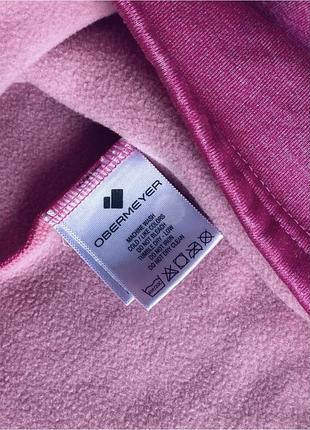 OBERMEYER
MACHINE WASH
COLD LIKE COLORS
DO NOT BLEACH
TUMBLE DRY LOW
DO NOT IRON
DO NOT DRY CLEAN